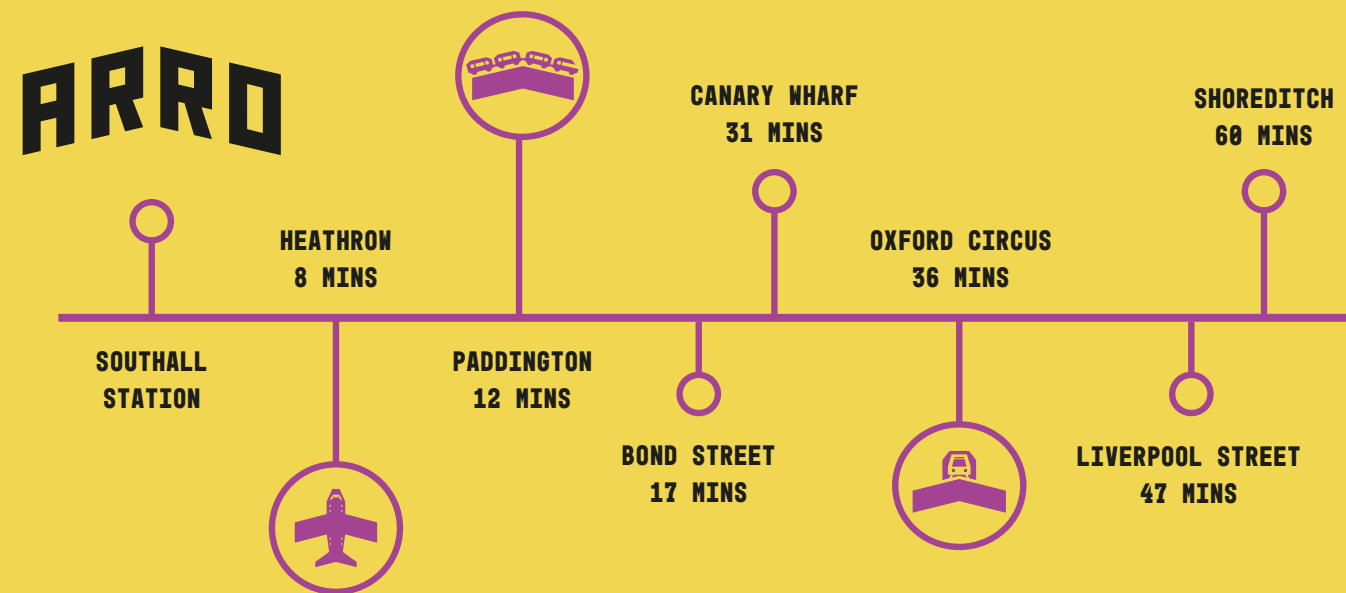 ARRO
SOUTHALL
STATION
HEATHROW
8 MINS
PADDINGTON
12 MINS
BOND STREET
17 MINS
CANARY WHARF
31 MINS
OXFORD CIRCUS
36 MINS
LIVERPOOL STREET
47 MINS
SHOREDITCH
60 MINS